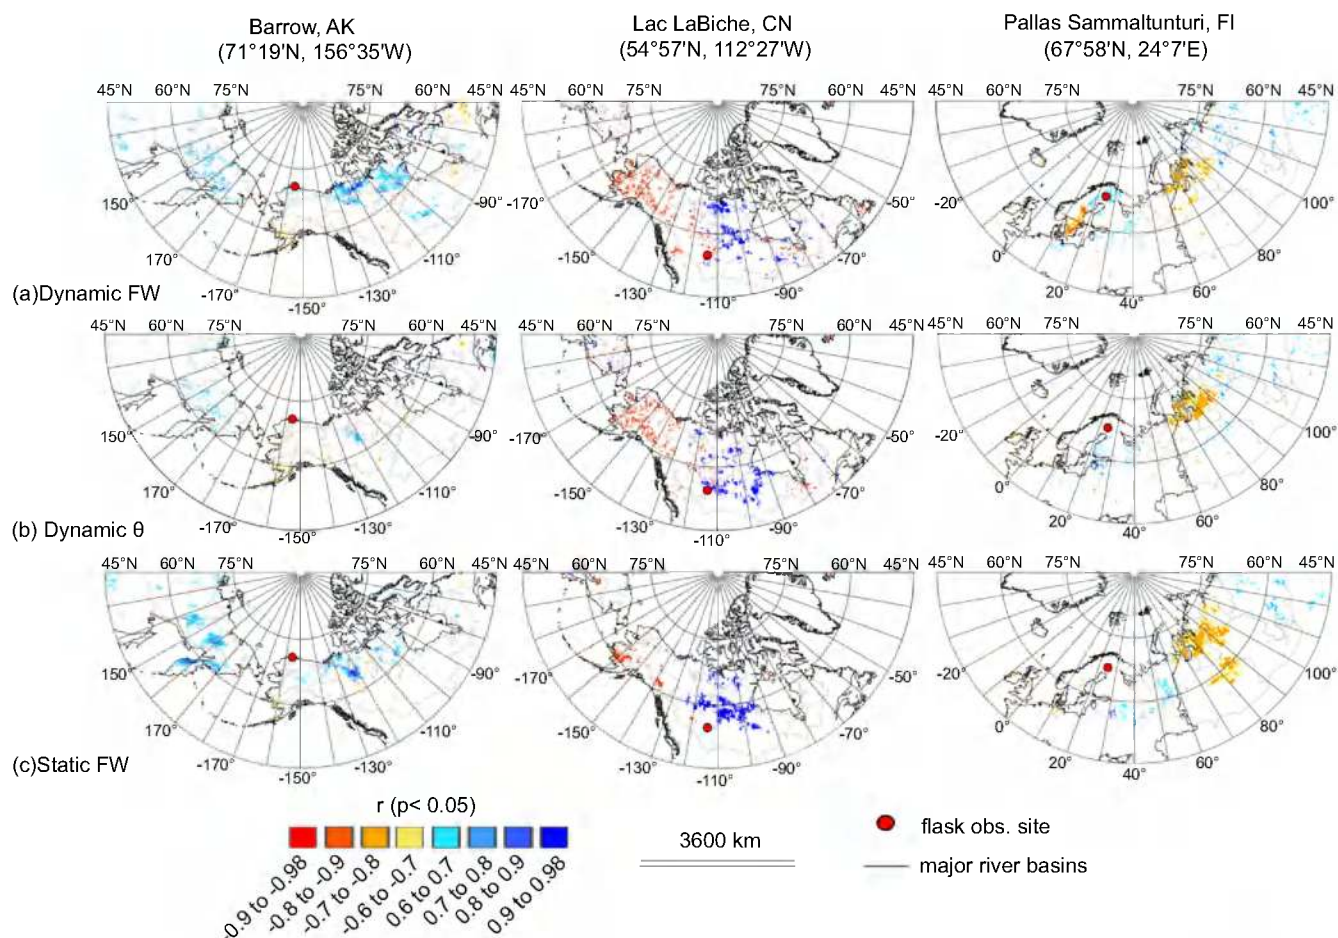 Barrow, AK
(71°19'N, 156°35'W)
Lac LaBiche, CN
(54°57'N, 112°27'W)
Pallas Sammaltunturi, FI
(67°58'N, 24°7'E)
45°N 60°N 75°N 75°N 60°N 45°N
45°N 60°N 75°N 75°N 60°N 45°N
45°N 60°N 75°N 75°N 60°N 45°N
150° 170° -170° -150° -130° -110° -90°
-170° -150° -130° -110° -90° -70° -50°
-20° 0° 20° 40° 60° 80° 100°
(a)Dynamic FW
45°N 60°N 75°N 75°N 60°N 45°N
45°N 60°N 75°N 75°N 60°N 45°N
45°N 60°N 75°N 75°N 60°N 45°N
150° 170° -170° -150° -130° -110° -90°
-170° -150° -130° -110° -90° -70° -50°
-20° 0° 20° 40° 60° 80° 100°
(b) Dynamic θ
45°N 60°N 75°N 75°N 60°N 45°N
45°N 60°N 75°N 75°N 60°N 45°N
45°N 60°N 75°N 75°N 60°N 45°N
150° 170° -170° -150° -130° -110° -90°
-170° -150° -130° -110° -90° -70° -50°
-20° 0° 20° 40° 60° 80° 100°
(c)Static FW
r (p< 0.05)
-0.9 to -0.98
-0.8 to -0.9
-0.7 to -0.8
-0.6 to -0.7
0.6 to 0.7
0.7 to 0.8
0.8 to 0.9
0.9 to 0.98
3600 km
flask obs. site
major river basins